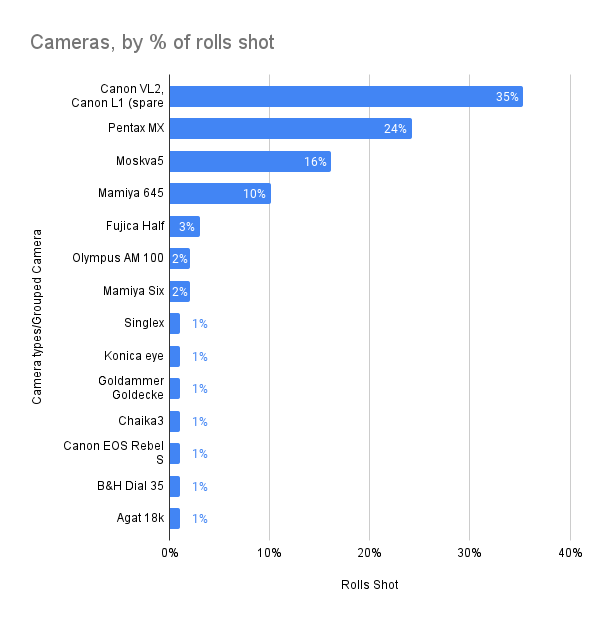 Cameras, by % of rolls shot
Camera types/Grouped Camera
Canon VL2,
Canon L1 (spare
35%
Pentax MX
24%
Moskva5
16%
Mamiya 645
10%
Fujica Half
3%
Olympus AM 100
2%
Mamiya Six
2%
Singlex
1%
Konica eye
1%
Goldammer
Goldecke
1%
Chaika3
1%
Canon EOS Rebel
S
1%
B&H Dial 35
1%
Agat 18k
1%
0%
10%
20%
30%
40%
Rolls Shot